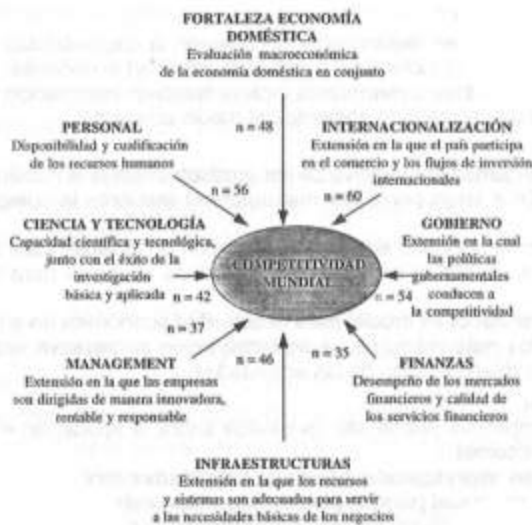 FORTALEZA ECONOMÍA
DOMÉSTICA
Evaluación macroeconómica
de la economía doméstica en conjunto
n = 48
PERSONAL
Disponibilidad y cualificación
de los recursos humanos
n = 56
INTERNACIONALIZACIÓN
Extensión en la que el país participa
en el comercio y los flujos de inversión
internacionales
n = 60
CIENCIA Y TECNOLOGÍA
Capacidad científica y tecnológica,
junto con el éxito de la
investigación
básica y aplicada
n = 42
COMPETITIVIDAD
MUNDIAL
GOBIERNO
Extensión en la cual
las políticas
gubernamentales
conducen a
la competitividad
n = 54
n = 37
MANAGEMENT
Extensión en la que las empresas
son dirigidas de manera innovadora,
rentable y responsable
n = 46
n = 35
FINANZAS
Desempeño de los mercados
financieros y calidad de
los servicios financieros
INFRAESTRUCTURAS
Extensión en la que los recursos
y sistemas son adecuados para servir
a las necesidades básicas de los negocios